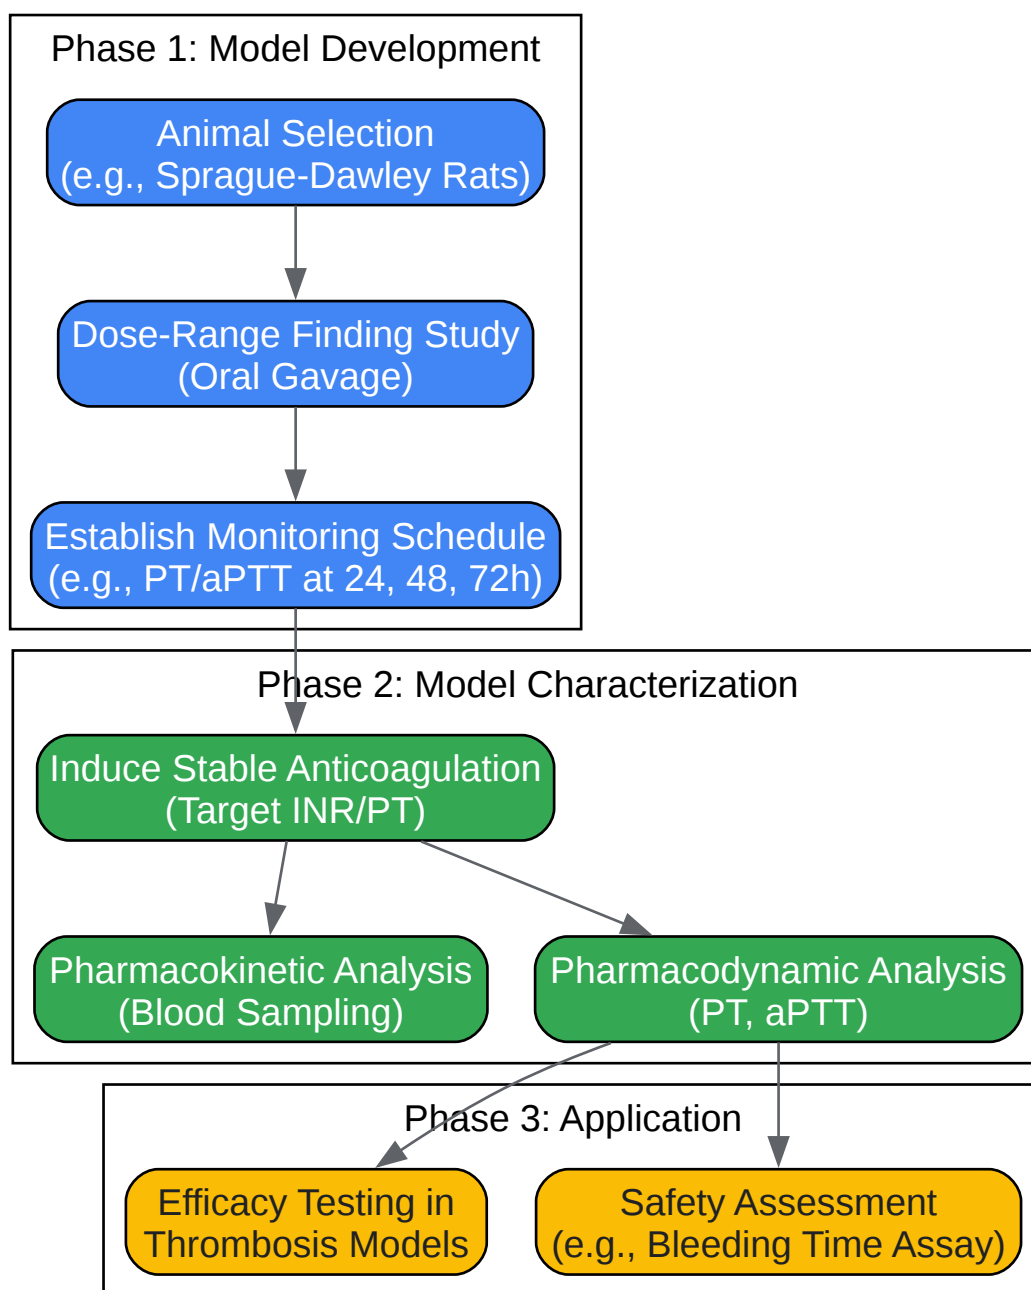 Phase 1: Model Development
Animal Selection
(e.g., Sprague-Dawley Rats)
Dose-Range Finding Study
(Oral Gavage)
Establish Monitoring Schedule
(e.g., PT/aPTT at 24, 48, 72h)
Phase 2: Model Characterization
Induce Stable Anticoagulation
(Target INR/PT)
Pharmacokinetic Analysis
(Blood Sampling)
Pharmacodynamic Analysis
(PT, aPTT)
Phase 3: Application
Efficacy Testing in
Thrombosis Models
Safety Assessment
(e.g., Bleeding Time Assay)